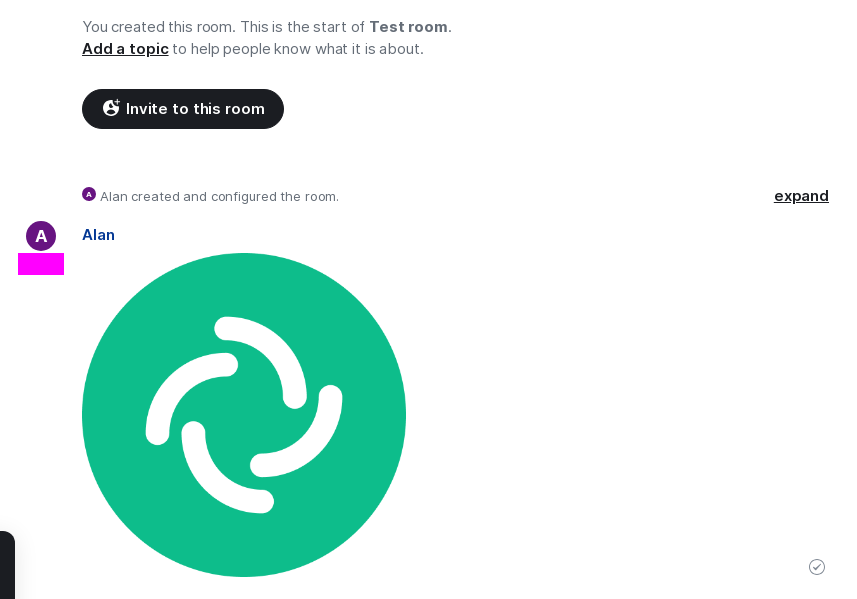 You created this room. This is the start of Test room.
Add a topic to help people know what it is about.
Invite to this room
A Alan created and configured the room. expand
A Alan